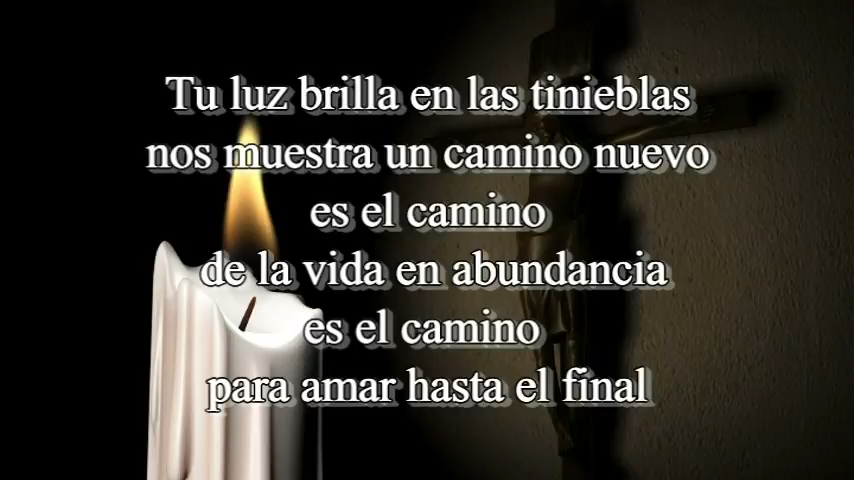 Tu luz brilla en las tinieblas
nos muestra un camino nuevo
es el camino
de la vida en abundancia
es el camino
para amar hasta el final